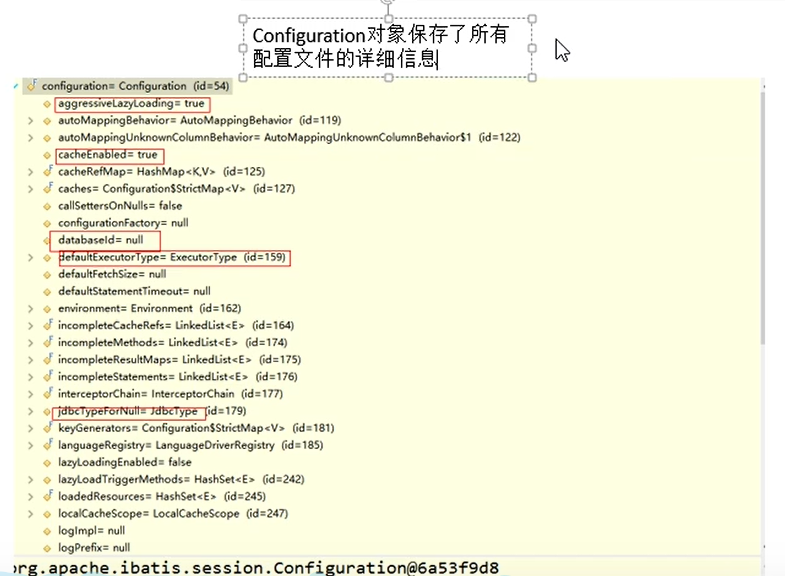 Configuration对象保存了所有
配置文件的详细信息
configuration= Configuration (id=54)
aggressiveLazyLoading= true
autoMappingBehavior= AutoMappingBehavior (id=119)
autoMappingUnknownColumnBehavior= AutoMappingUnknownColumnBehavior$1 (id=122)
cacheEnabled= true
cacheRefMap= HashMap<K,V> (id=125)
caches= Configuration$StrictMap<V> (id=127)
callSettersOnNulls= false
configurationFactory= null
databaseId= null
defaultExecutorType= ExecutorType (id=159)
defaultFetchSize= null
defaultStatementTimeout= null
environment= Environment (id=162)
incompleteCacheRefs= LinkedList<E> (id=164)
incompleteMethods= LinkedList<E> (id=174)
incompleteResultMaps= LinkedList<E> (id=175)
incompleteStatements= LinkedList<E> (id=176)
interceptorChain= InterceptorChain (id=177)
jdbcTypeForNull= JdbcType (id=179)
keyGenerators= Configuration$StrictMap<V> (id=181)
languageRegistry= LanguageDriverRegistry (id=185)
lazyLoadingEnabled= false
lazyLoadTriggerMethods= HashSet<E> (id=242)
loadedResources= HashSet<E> (id=245)
localCacheScope= LocalCacheScope (id=247)
logImpl= null
logPrefix= null
org.apache.ibatis.session.Configuration@6a53f9d8